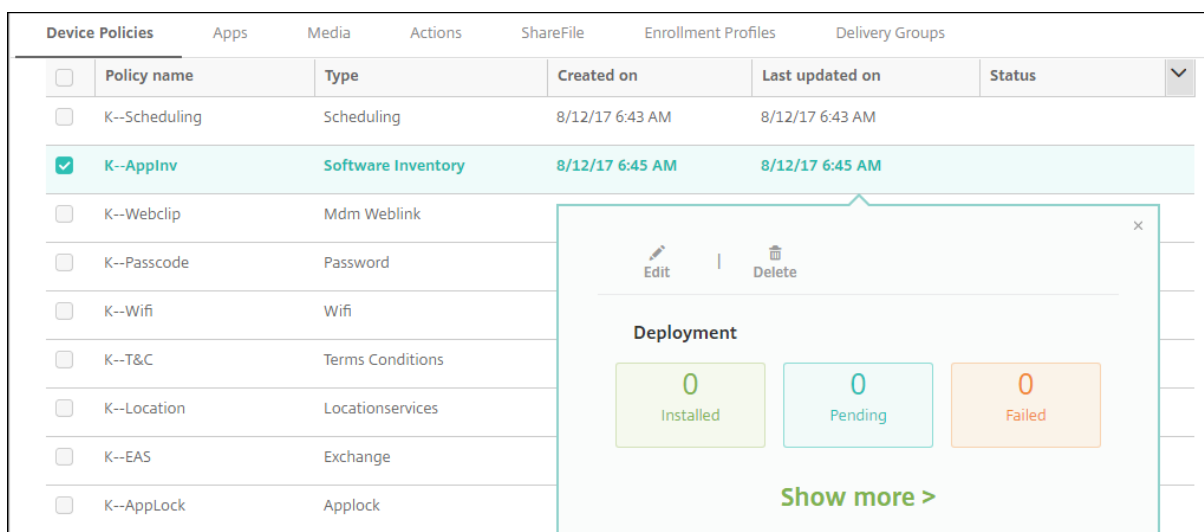 Device Policies Apps Media Actions ShareFile Enrollment Profiles Delivery Groups
Policy name Type Created on Last updated on Status
K--Scheduling Scheduling 8/12/17 6:43 AM 8/12/17 6:43 AM
K--AppInv Software Inventory 8/12/17 6:45 AM 8/12/17 6:45 AM
K--Webclip Mdm Weblink
×
K--Passcode Password
Edit | Delete
K--Wifi Wifi
Deployment
K--T&C Terms Conditions
0 0 0
K--Location Locationservices
Installed Pending Failed
K--EAS Exchange
K--AppLock Applock
Show more >